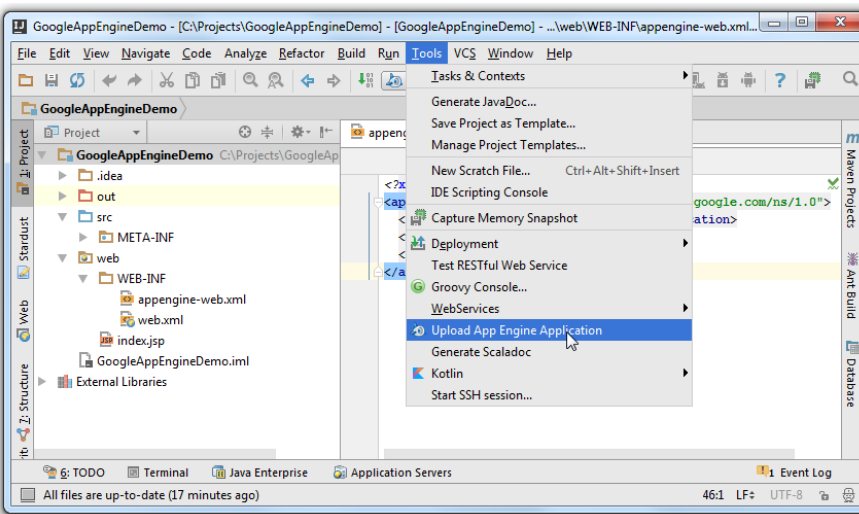 GoogleAppEngineDemo - [C:\Projects\GoogleAppEngineDemo] - [GoogleAppEngineDemo] - ...\web\WEB-INF\appengine-web.xml...
File Edit View Navigate Code Analyze Refactor Build Run Tools VCS Window Help
GoogleAppEngineDemo
1: Project
Stardust
Web
7: Structure
Project
GoogleAppEngineDemo C:\Projects\GoogleAp
.idea
out
src
META-INF
web
WEB-INF
appengine-web.xml
web.xml
index.jsp
GoogleAppEngineDemo.iml
External Libraries
appeng
<?x
<ap google.com/ns/1.0">
< ation>
<
<
</a
Tasks & Contexts
Generate JavaDoc...
Save Project as Template...
Manage Project Templates...
New Scratch File... Ctrl+Alt+Shift+Insert
IDE Scripting Console
Capture Memory Snapshot
Deployment
Test RESTful Web Service
Groovy Console...
WebServices
Upload App Engine Application
Generate Scaladoc
Kotlin
Start SSH session...
m
Maven Projects
Ant Build
Database
6: TODO Terminal Java Enterprise Application Servers 1 Event Log
All files are up-to-date (17 minutes ago) 46:1 LF÷ UTF-8